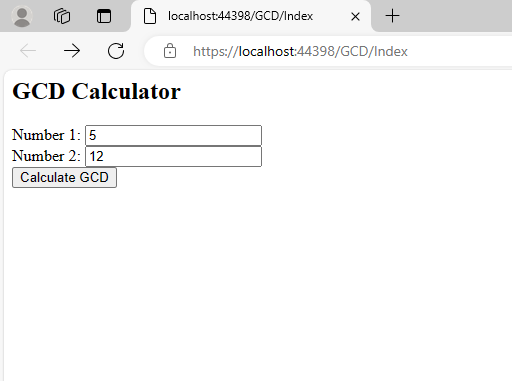 localhost:44398/GCD/Index
https://localhost:44398/GCD/Index
GCD Calculator
Number 1: 5
Number 2: 12
Calculate GCD